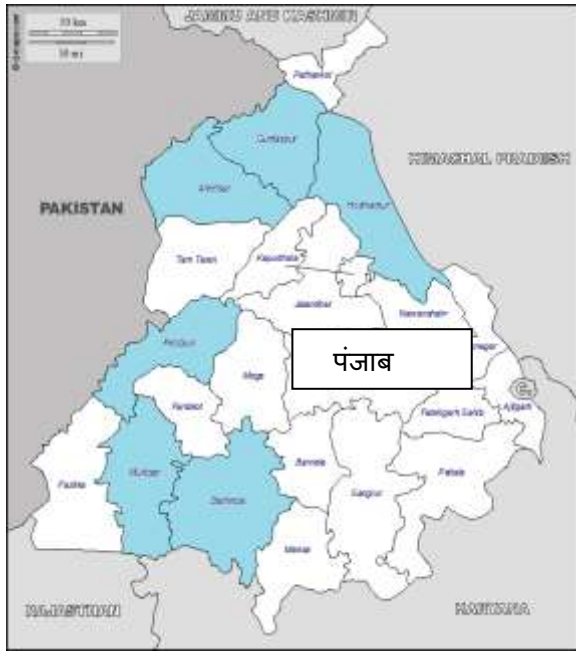 JAMMU AND KASHMIR
Pathankot
Gurdaspur
HIMACHAL PRADESH
Amritsar
Hoshiarpur
PAKISTAN
Tarn Taran
Kapurthala
Jalandhar
Nawanshahr
पंजाब
Moga
Faridkot
Fatehgarh Sahib
Barnala
Patiala
Fazilka
Muktsar
Bathinda
Sangrur
Mansa
RAJASTHAN
HARYANA